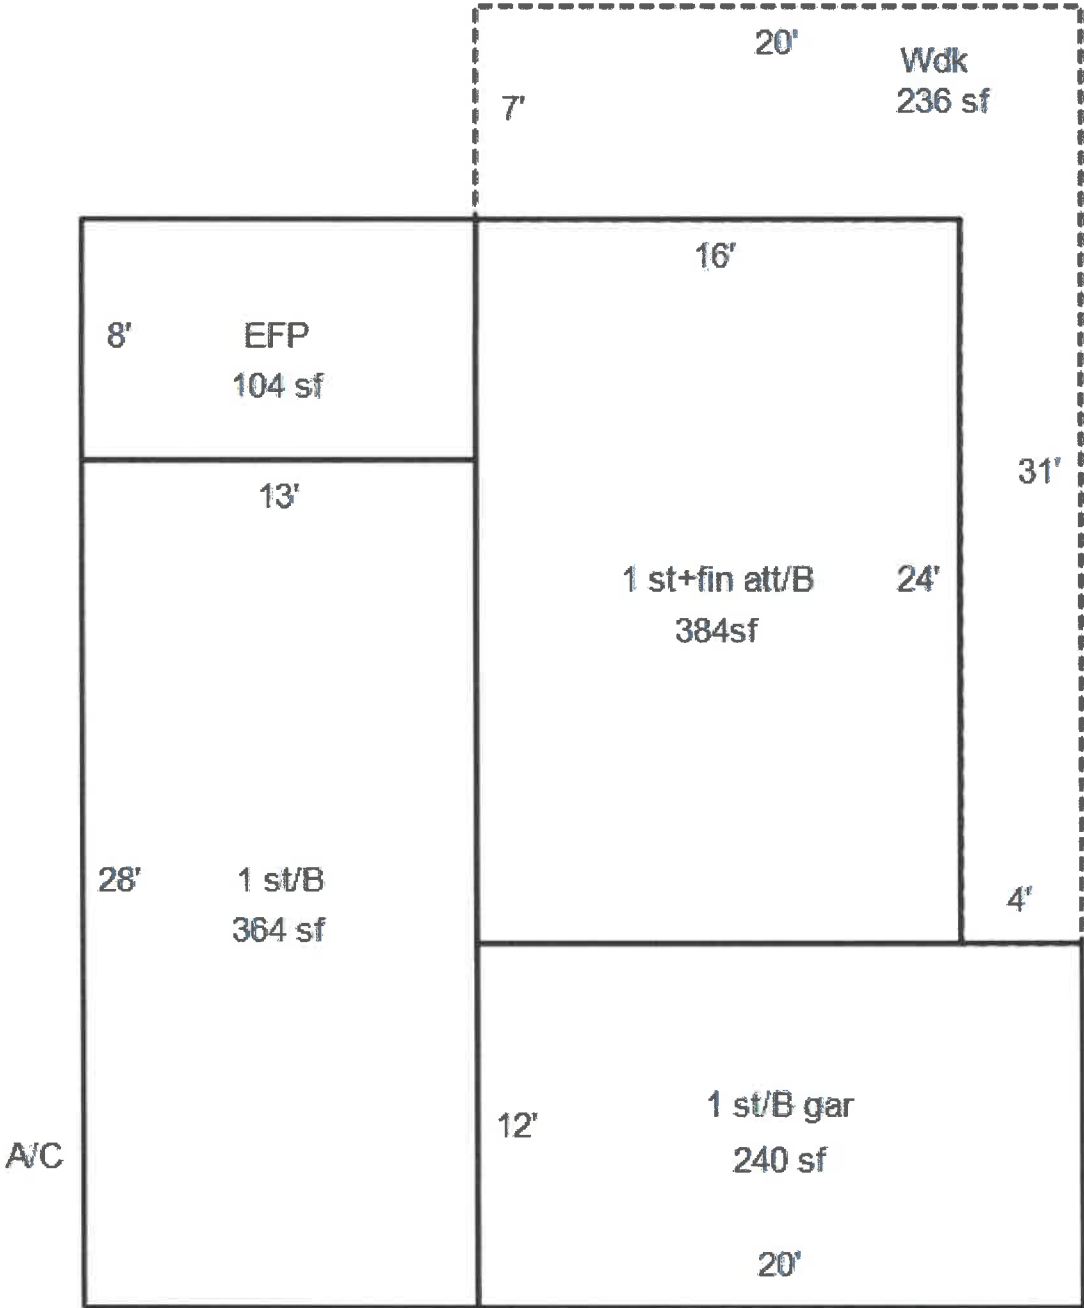 20'
Wdk
236 sf
7'
16'
8'
EFP
104 sf
31'
13'
1 st+fin att/B
24'
384sf
28'
1 st/B
364 sf
4'
12'
1 st/B gar
240 sf
A/C
20'